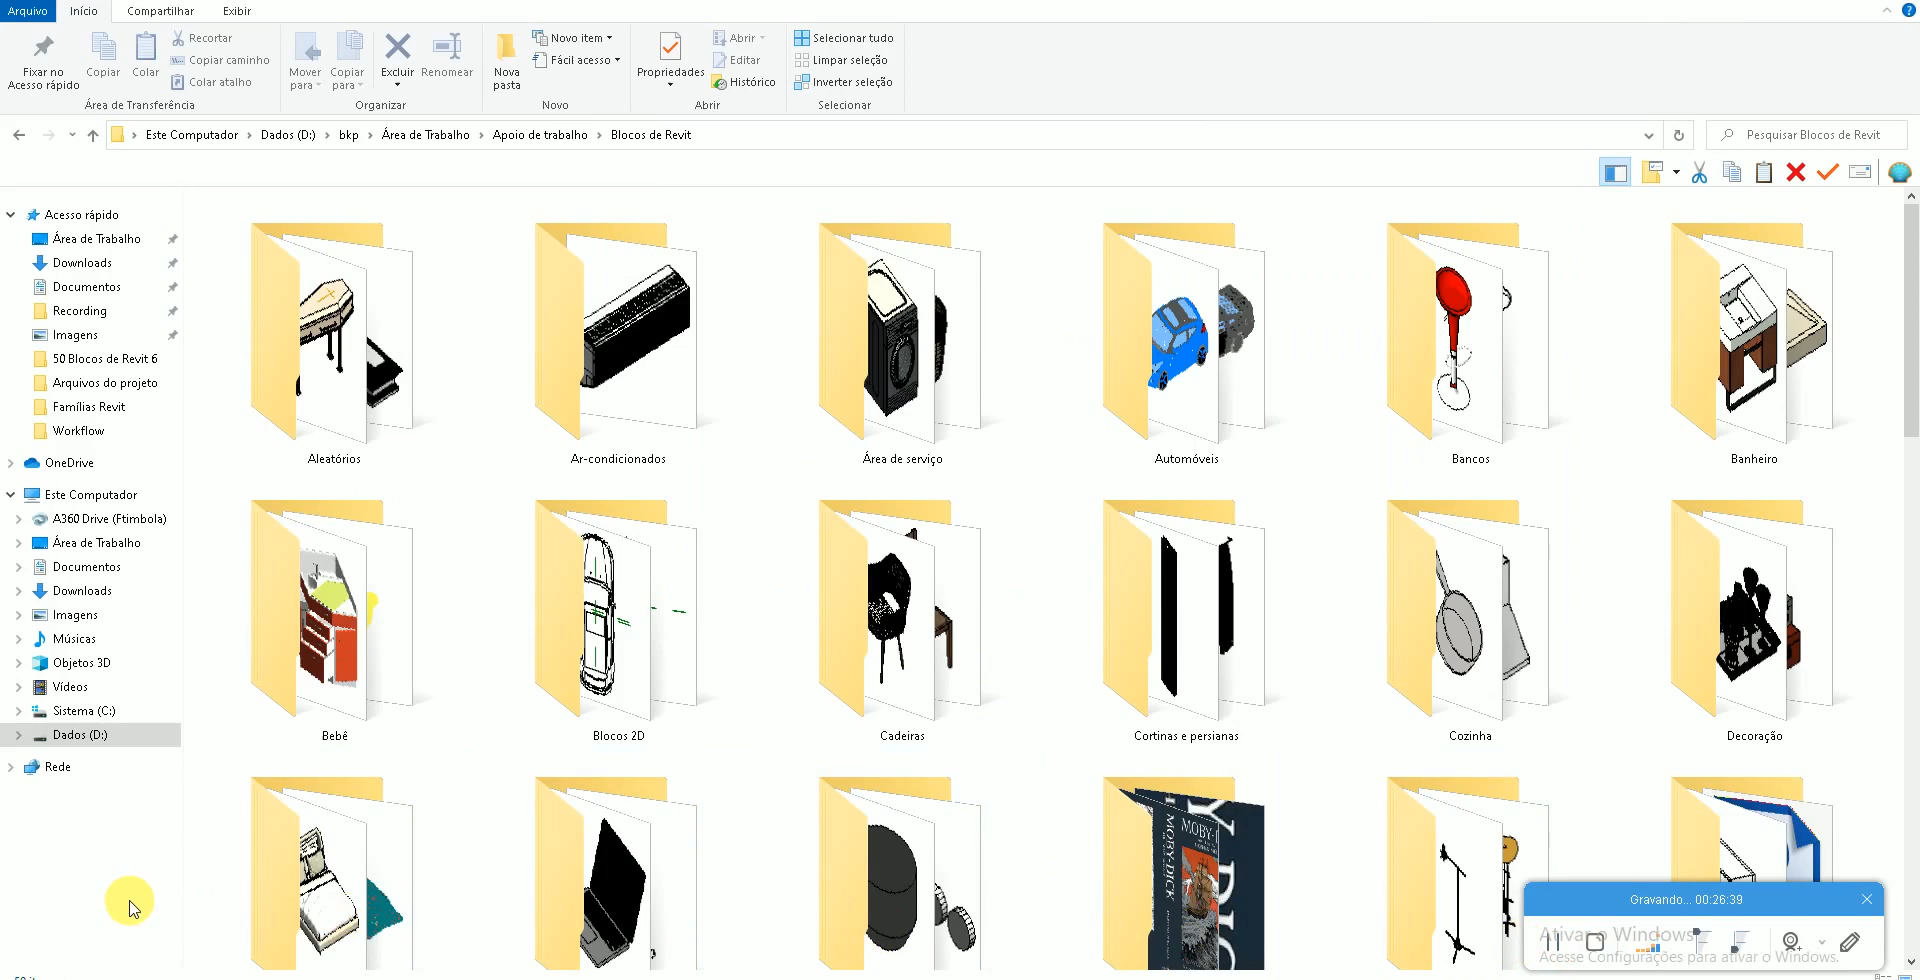 Arquivo Início Compartilhar Exibir
Fixar no
Acesso rápido
Copiar
Colar
Recortar
Copiar caminho
Colar atalho
Área de Transferência
Mover
para
Copiar
para
Excluir
Renomear
Organizar
Nova
pasta
Novo item
Fácil acesso
Novo
Propriedades
Abrir
Editar
Histórico
Abrir
Selecionar tudo
Limpar seleção
Inverter seleção
Selecionar
Este Computador > Dados (D:) > bkp > Área de Trabalho > Apoio de trabalho > Blocos de Revit
Pesquisar Blocos de Revit
Acesso rápido
Área de Trabalho
Downloads
Documentos
Recording
Imagens
50 Blocos de Revit 6
Arquivos do projeto
Famílias Revit
Workflow
OneDrive
Este Computador
A360 Drive (Ftimbola)
Área de Trabalho
Documentos
Downloads
Imagens
Músicas
Objetos 3D
Vídeos
Sistema (C:)
Dados (D:)
Rede
Aleatórios Ar-condicionados Área de serviço Automóveis Bancos Banheiro
Bebê Blocos 2D Cadeiras Cortinas e persianas Cozinha Decoração
MOBY-DICK
Gravando... 00:26:39
Ativar o Windows
Acesse Configurações para ativar o Windows.